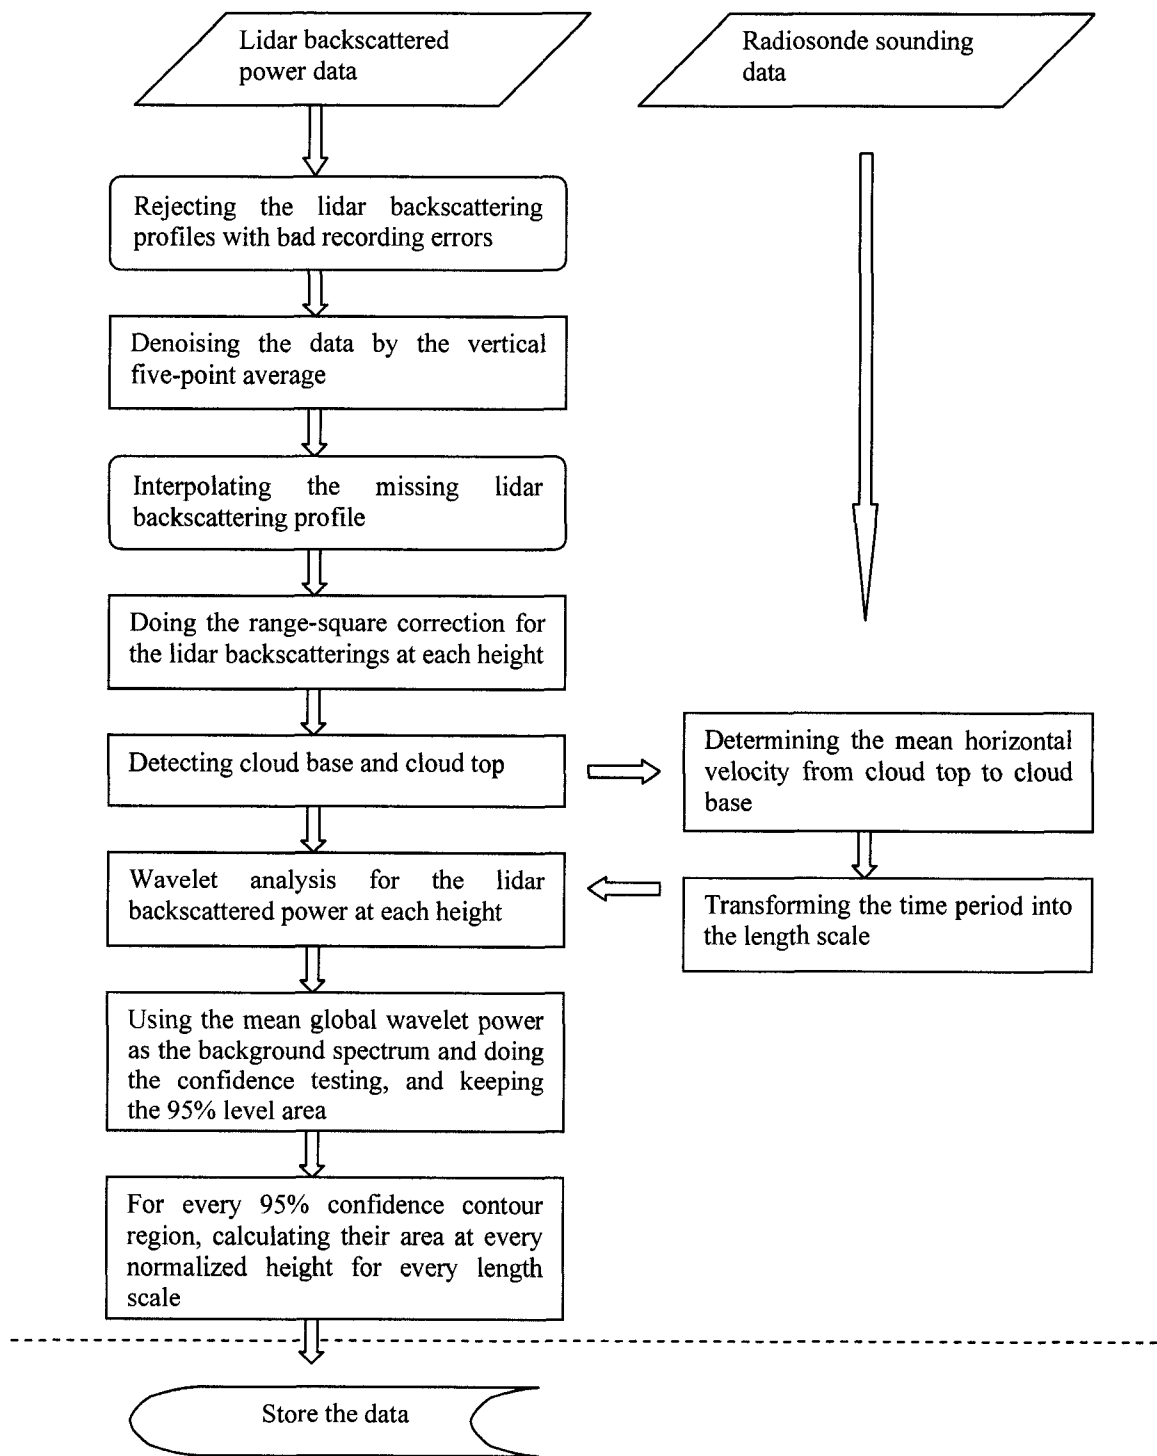 Lidar backscattered
power data
Radiosonde sounding
data
Rejecting the lidar backscattering
profiles with bad recording errors
Denoising the data by the vertical
five-point average
Interpolating the missing lidar
backscattering profile
Doing the range-square correction for
the lidar backscatterings at each height
Detecting cloud base and cloud top
Determining the mean horizontal
velocity from cloud top to cloud
base
Wavelet analysis for the lidar
backscattered power at each height
Transforming the time period into
the length scale
Using the mean global wavelet power
as the background spectrum and doing
the confidence testing, and keeping
the 95% level area
For every 95% confidence contour
region, calculating their area at every
normalized height for every length
scale
Store the data